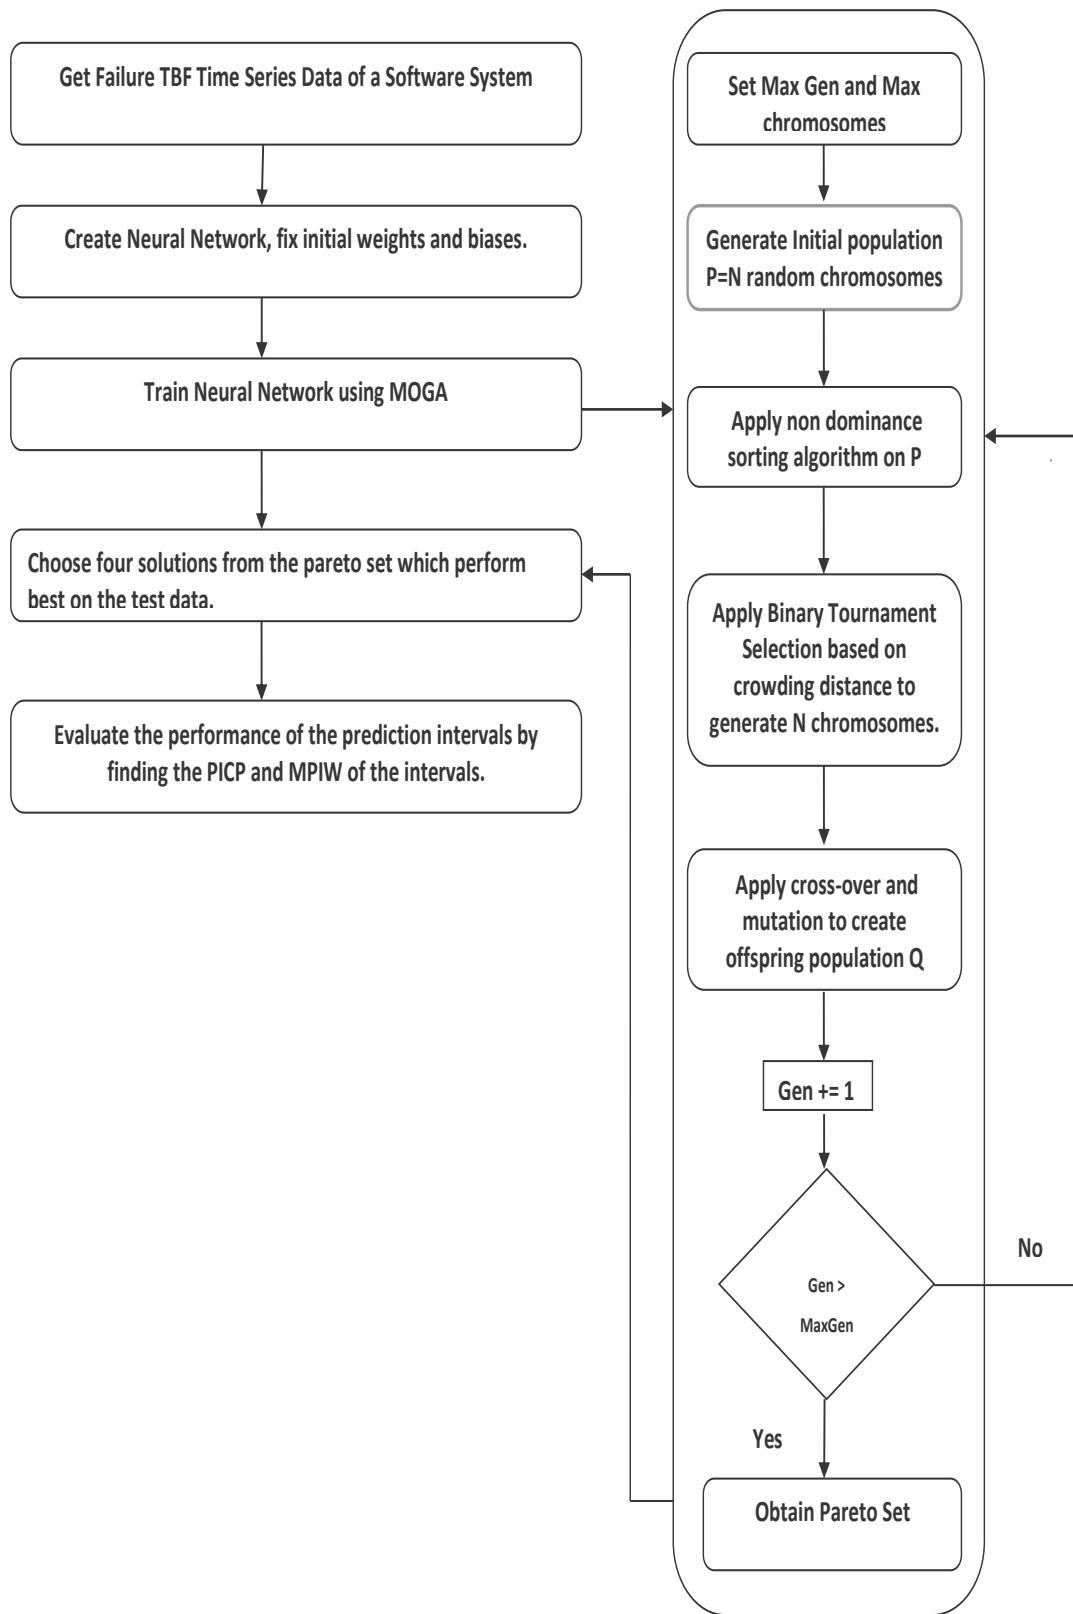 Get Failure TBF Time Series Data of a Software System
Create Neural Network, fix initial weights and biases.
Train Neural Network using MOGA
Choose four solutions from the pareto set which perform
best on the test data.
Evaluate the performance of the prediction intervals by
finding the PICP and MPIW of the intervals.
Set Max Gen and Max
chromosomes
Generate Initial population
P=N random chromosomes
Apply non dominance
sorting algorithm on P
Apply Binary Tournament
Selection based on
crowding distance to
generate N chromosomes.
Apply cross-over and
mutation to create
offspring population Q
Gen += 1
Gen >
MaxGen
No
Yes
Obtain Pareto Set